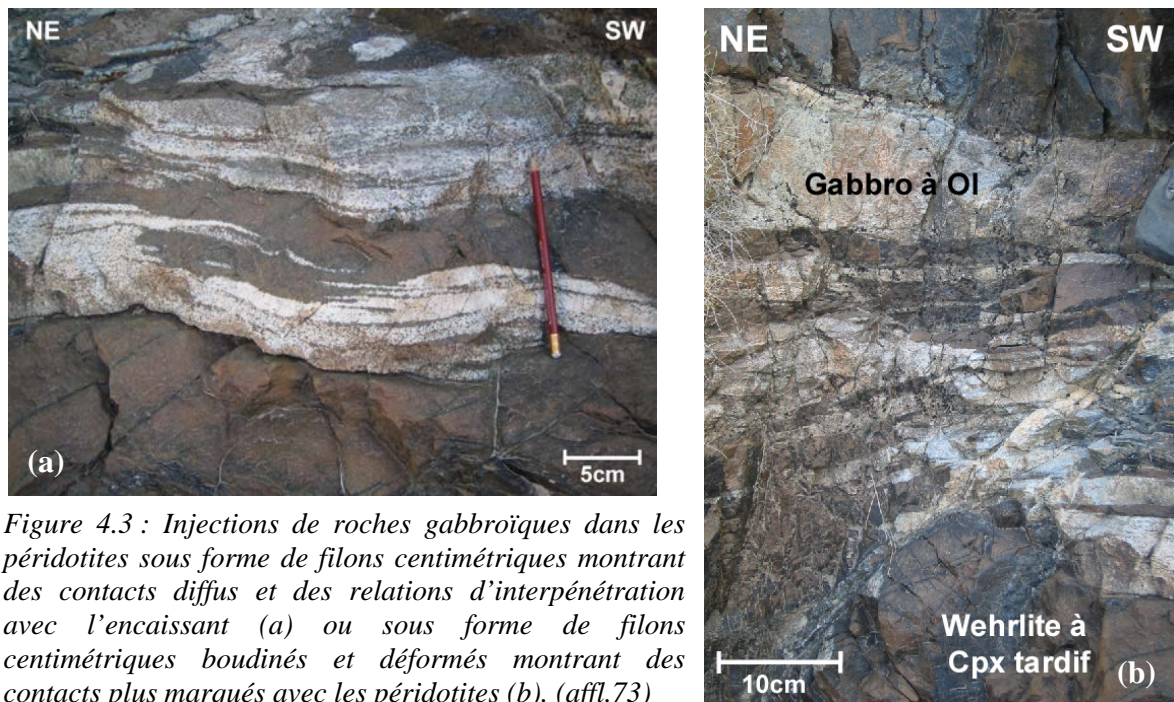 NE SW
(a)
5cm
Figure 4.3 : Injections de roches gabbroïques dans les
péridotites sous forme de filons centimétriques montrant
des contacts diffus et des relations d’interpénétration
avec l’encaissant (a) ou sous forme de filons
centimétriques boudinés et déformés montrant des
contacts plus marqués avec les péridotites (b). (affl.73)
NE SW
Gabbro à Ol
Wehrlite à
Cpx tardif
(b)
10cm